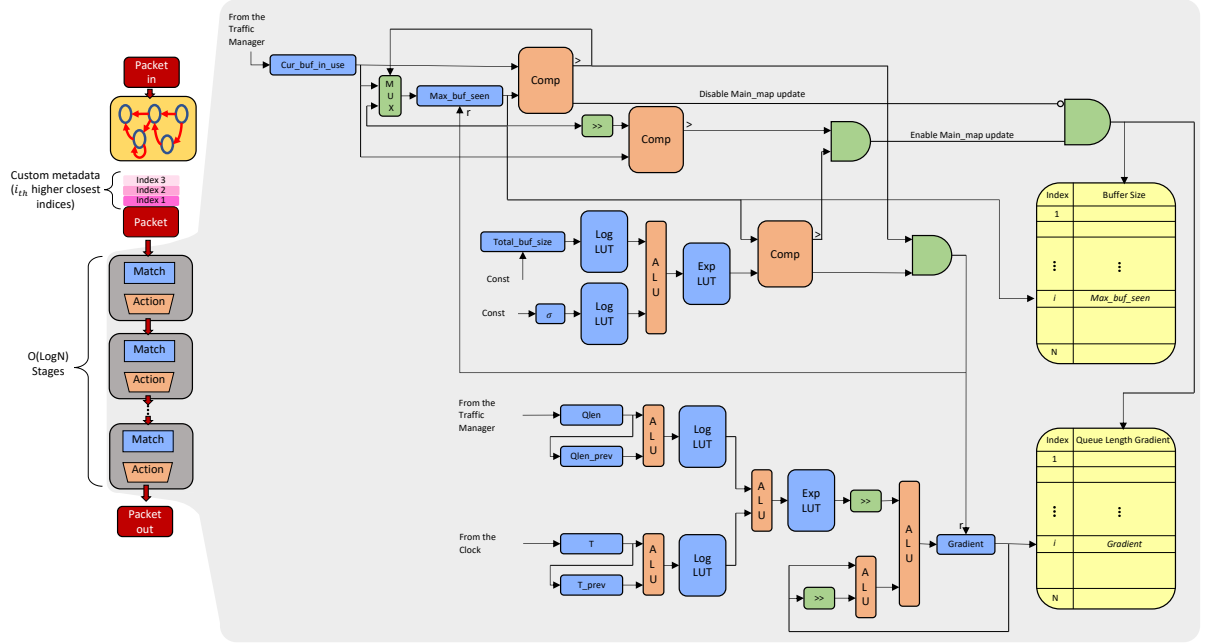 Packet
in
Custom metadata
(𝑖𝑡ℎ higher closest
indices)
Index 3
Index 2
Index 1
Packet
O(LogN)
Stages
Match
Action
Match
Action
Match
Action
Packet
out
From the
Traffic
Manager
Cur_buf_in_use
M
U
X
Max_buf_seen
r
Comp
>
Disable Main_map update
>>
Comp
>
Enable Main_map update
Total_buf_size
Const
Log
LUT
Const
σ
Log
LUT
A
L
U
Exp
LUT
Comp
>
Index
Buffer Size
1
i
Max_buf_seen
N
From the
Traffic
Manager
Qlen
Qlen_prev
A
L
U
Log
LUT
From the
Clock
T
T_prev
A
L
U
Log
LUT
A
L
U
Exp
LUT
>>
A
L
U
>>
A
L
U
r
Gradient
Index
Queue Length Gradient
1
i
Gradient
N